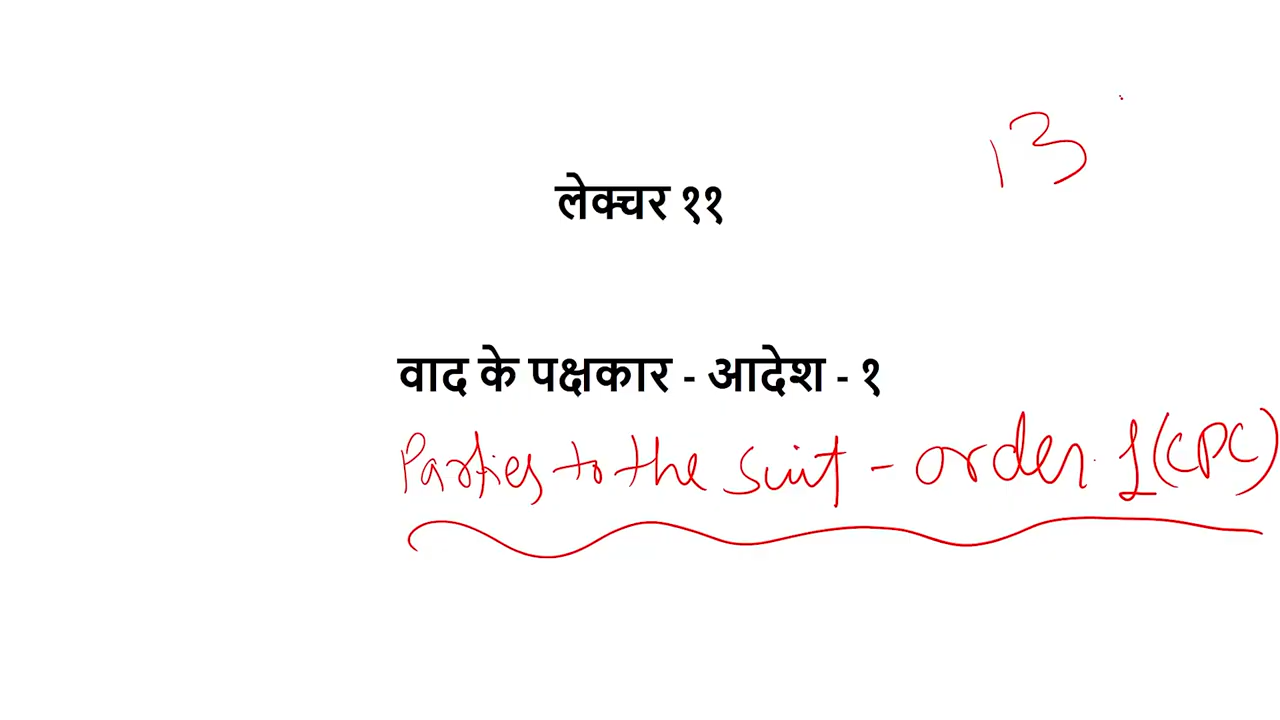 13
लेक्चर ११
वाद के पक्षकार - आदेश - १
Parties to the suit - order 1 (CPC)